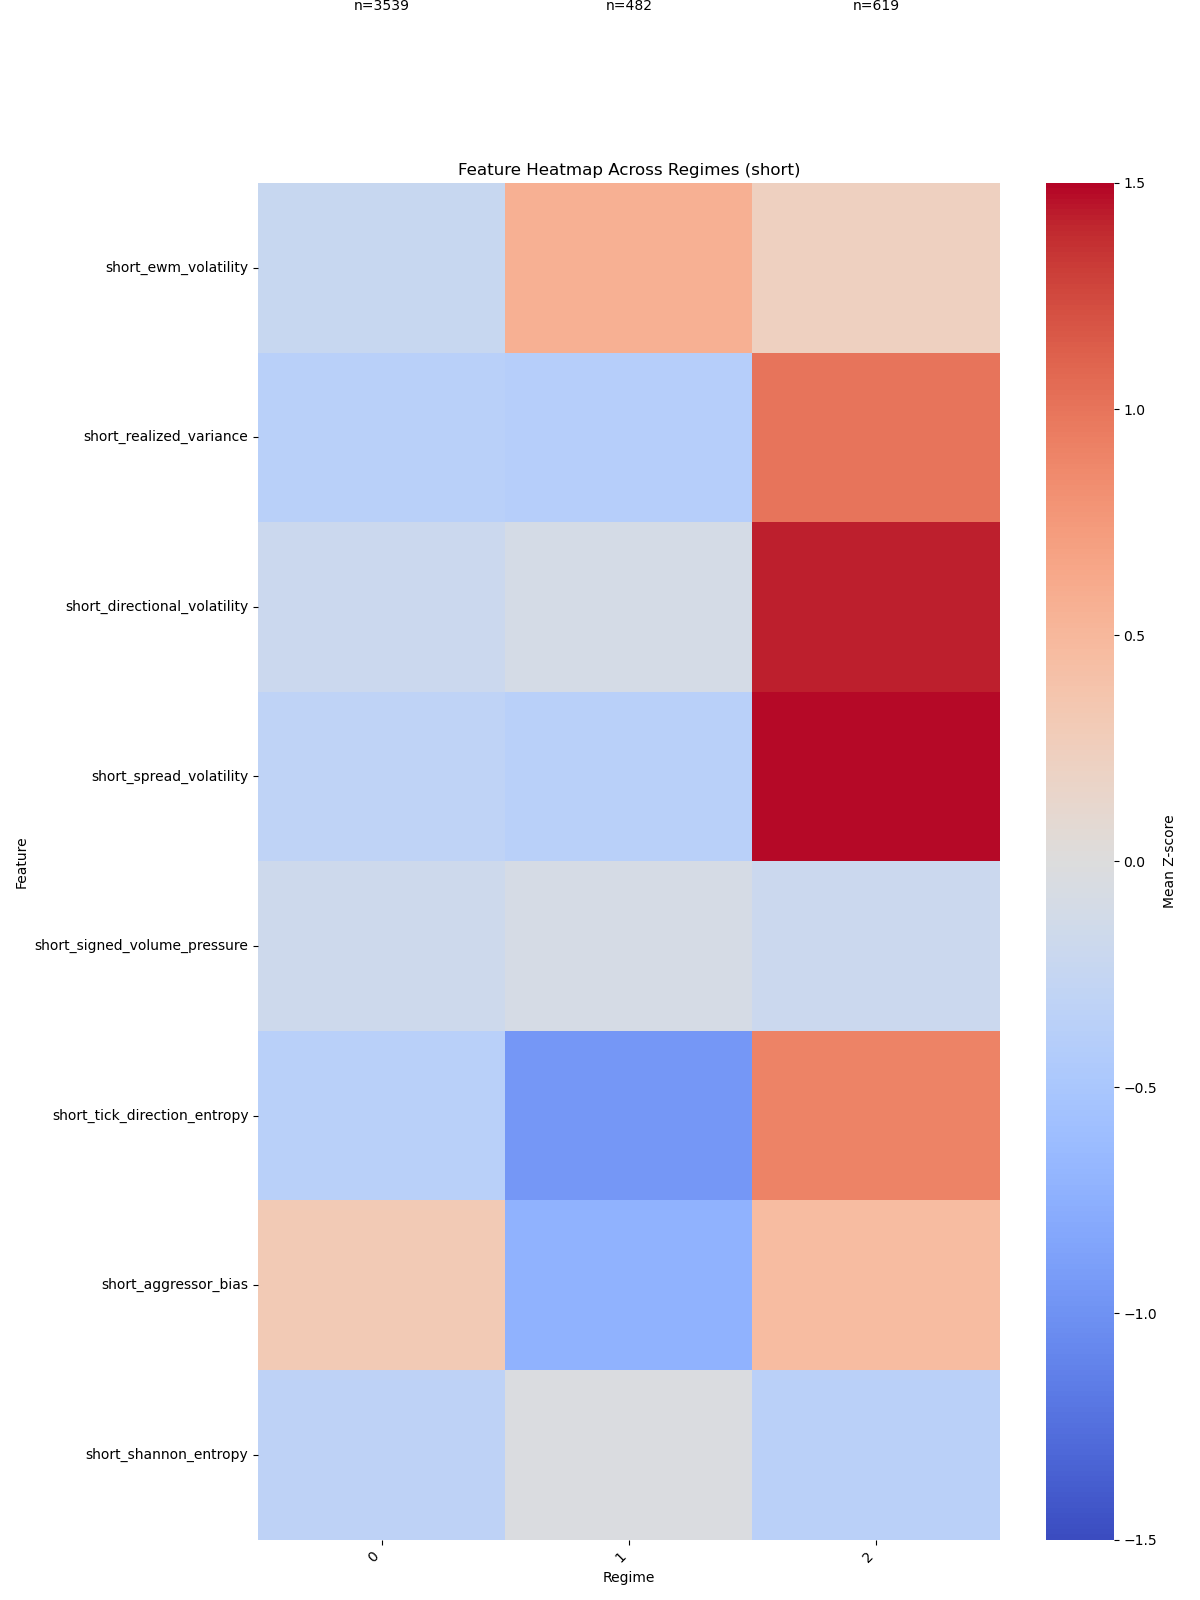 n=3539 n=482 n=619
Feature Heatmap Across Regimes (short)
short_ewm_volatility
short_realized_variance
short_directional_volatility
short_spread_volatility
short_signed_volume_pressure
short_tick_direction_entropy
short_aggressor_bias
short_shannon_entropy
Feature
0 1 2
Regime
1.5
1.0
0.5
0.0
−0.5
−1.0
−1.5
Mean Z-score